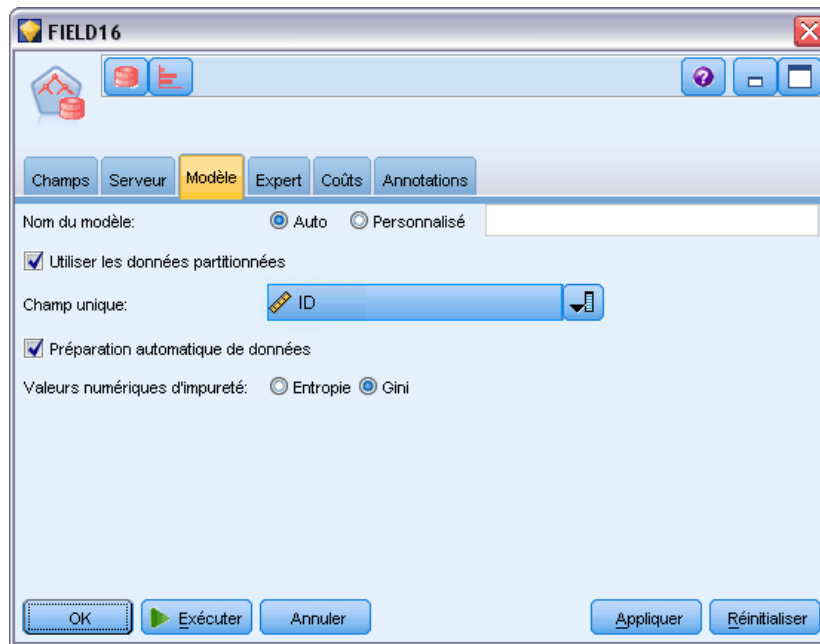 FIELD16
Champs Serveur Modèle Expert Coûts Annotations
Nom du modèle: Auto Personnalisé
Utiliser les données partitionnées
Champ unique: ID
Préparation automatique de données
Valeurs numériques d'impureté: Entropie Gini
OK Exécuter Annuler Appliquer Réinitialiser